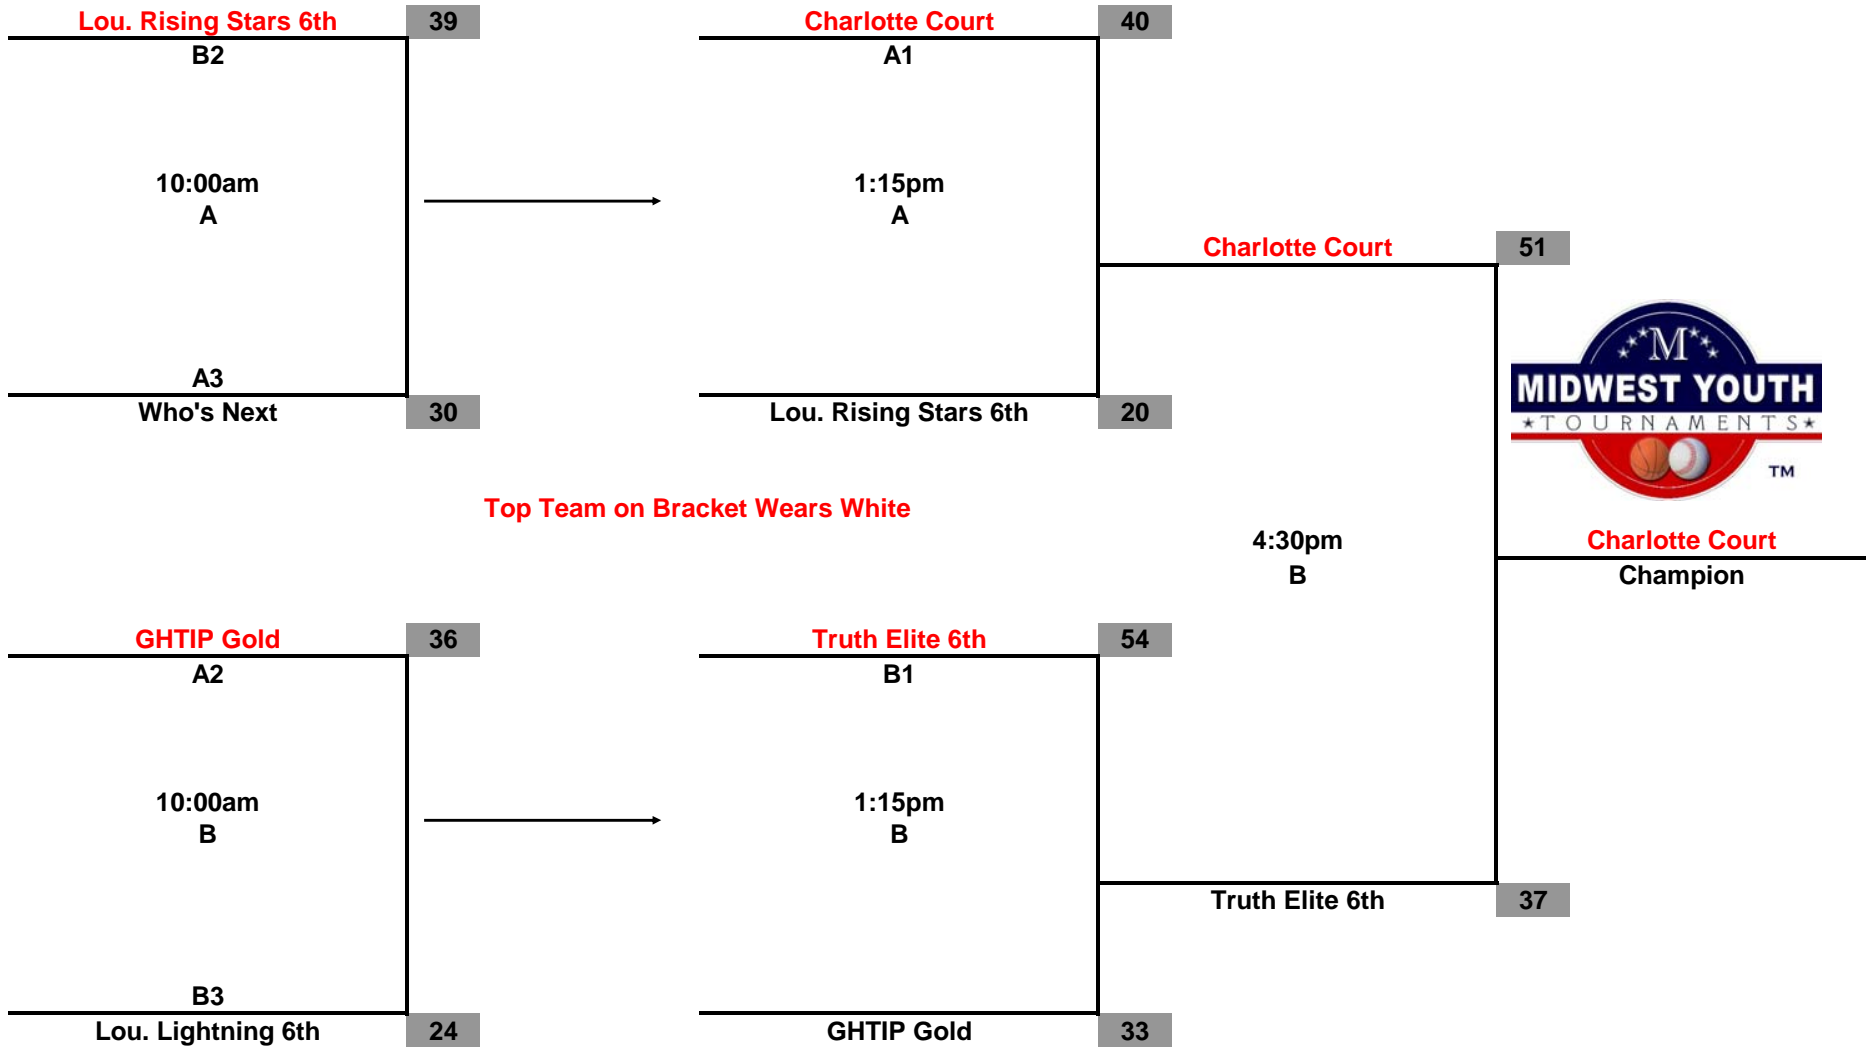 Lou. Rising Stars 6th 39
B2
10:00am
A
A3
Who's Next 30
Charlotte Court 40
A1
1:15pm
A
Lou. Rising Stars 6th 20
Charlotte Court 51
M
MIDWEST YOUTH
TOURNAMENTS
TM
Top Team on Bracket Wears White
4:30pm
B
Charlotte Court
Champion
GHTIP Gold 36
A2
10:00am
B
B3
Lou. Lightning 6th 24
Truth Elite 6th 54
B1
1:15pm
B
GHTIP Gold 33
Truth Elite 6th 37